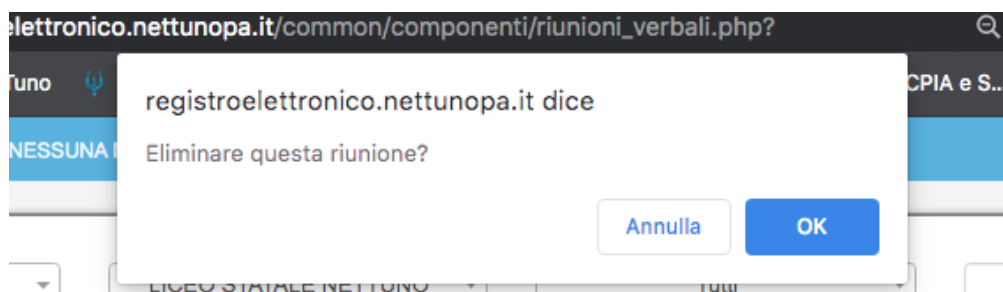 elettronico.nettunopa.it/common/componenti/riunioni_verbali.php?
Tuno
CPIA e S...
registroelettronico.nettunopa.it dice
NESSUNA
Eliminare questa riunione?
Annulla
OK
LICEO STATALE NETTUNO
Tutti